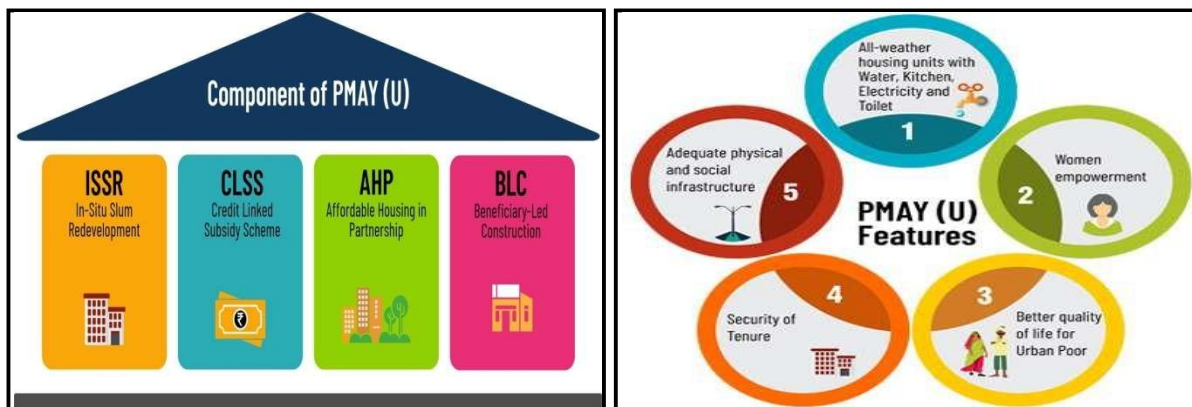 Component of PMAY (U)
ISSR
In-Situ Slum
Redevelopment
CLSS
Credit Linked
Subsidy Scheme
AHP
Affordable Housing in
Partnership
BLC
Beneficiary-Led
Construction
₹
All-weather
housing units with
Water, Kitchen,
Electricity and
Toilet
1
Women
empowerment
2
Better quality
of life for
Urban Poor
3
Security of
Tenure
4
Adequate physical
and social
infrastructure
5
PMAY (U)
Features